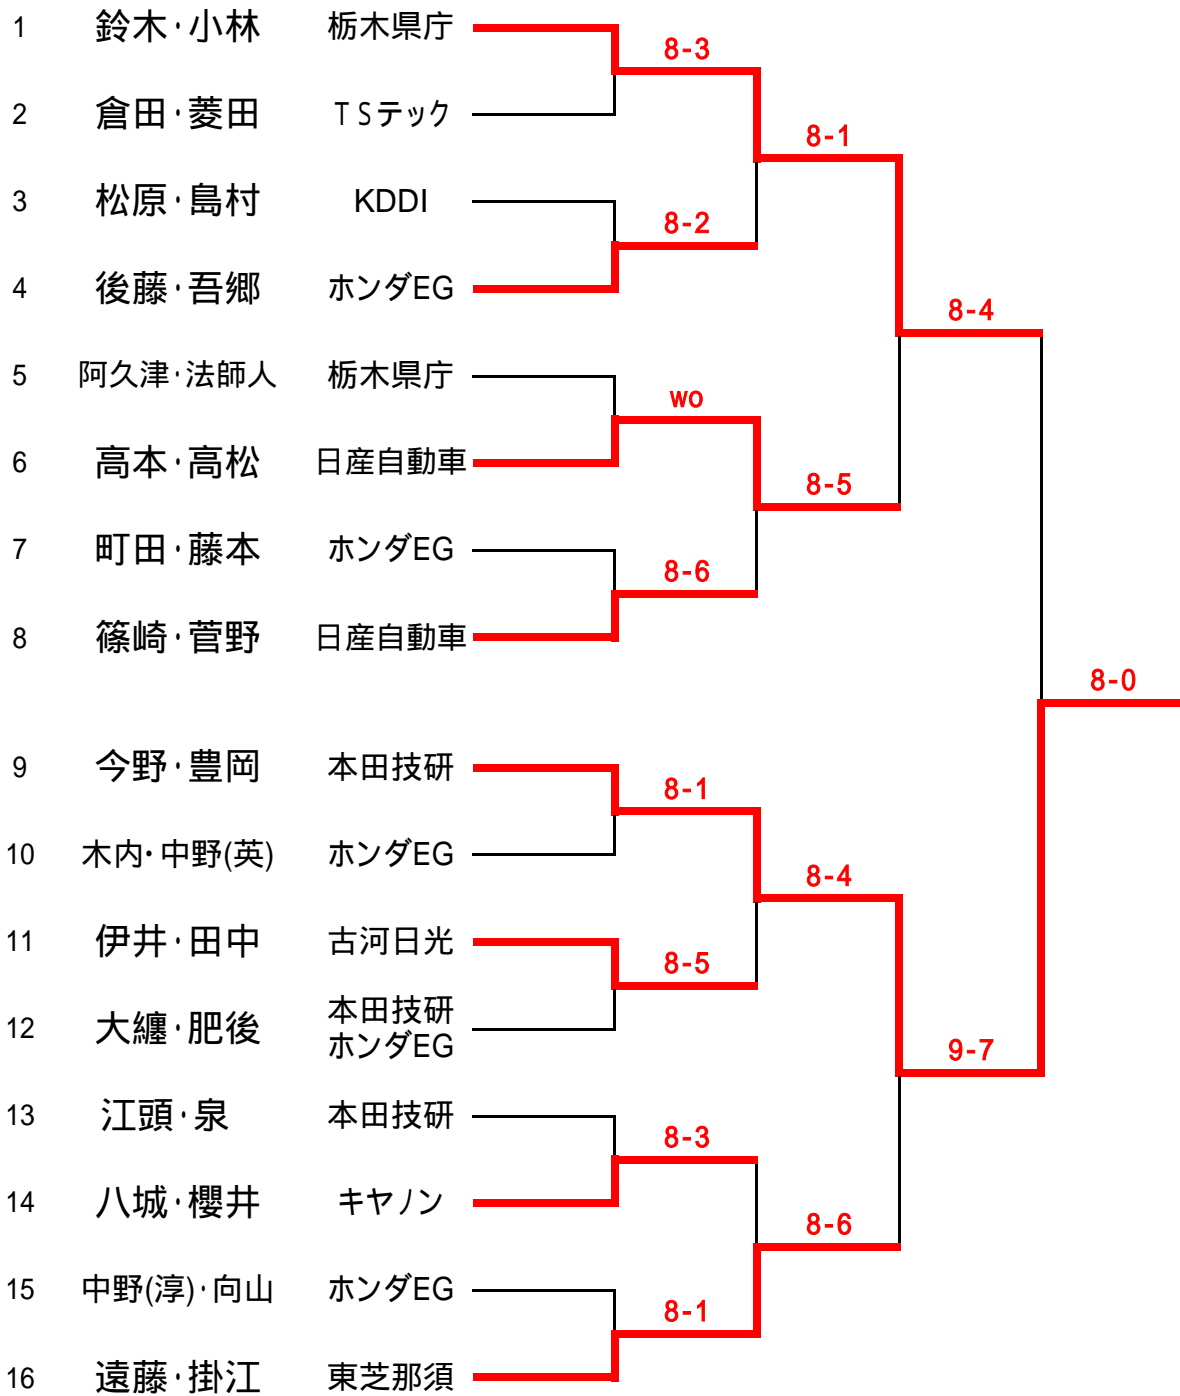 1 鈴木・小林 栃木県庁
8-3
2 倉田・菱田 TSテック
8-1
3 松原・島村 KDDI
8-2
4 後藤・吾郷 ホンダEG
8-4
5 阿久津・法師人 栃木県庁
wo
6 高本・高松 日産自動車
8-5
7 町田・藤本 ホンダEG
8-6
8 篠崎・菅野 日産自動車
8-0
9 今野・豊岡 本田技研
8-1
10 木内・中野(英) ホンダEG
8-4
11 伊井・田中 古河日光
8-5
12 大纏・肥後 本田技研
ホンダEG
9-7
13 江頭・泉 本田技研
8-3
14 八城・櫻井 キヤノン
8-6
15 中野(淳)・向山 ホンダEG
8-1
16 遠藤・掛江 東芝那須